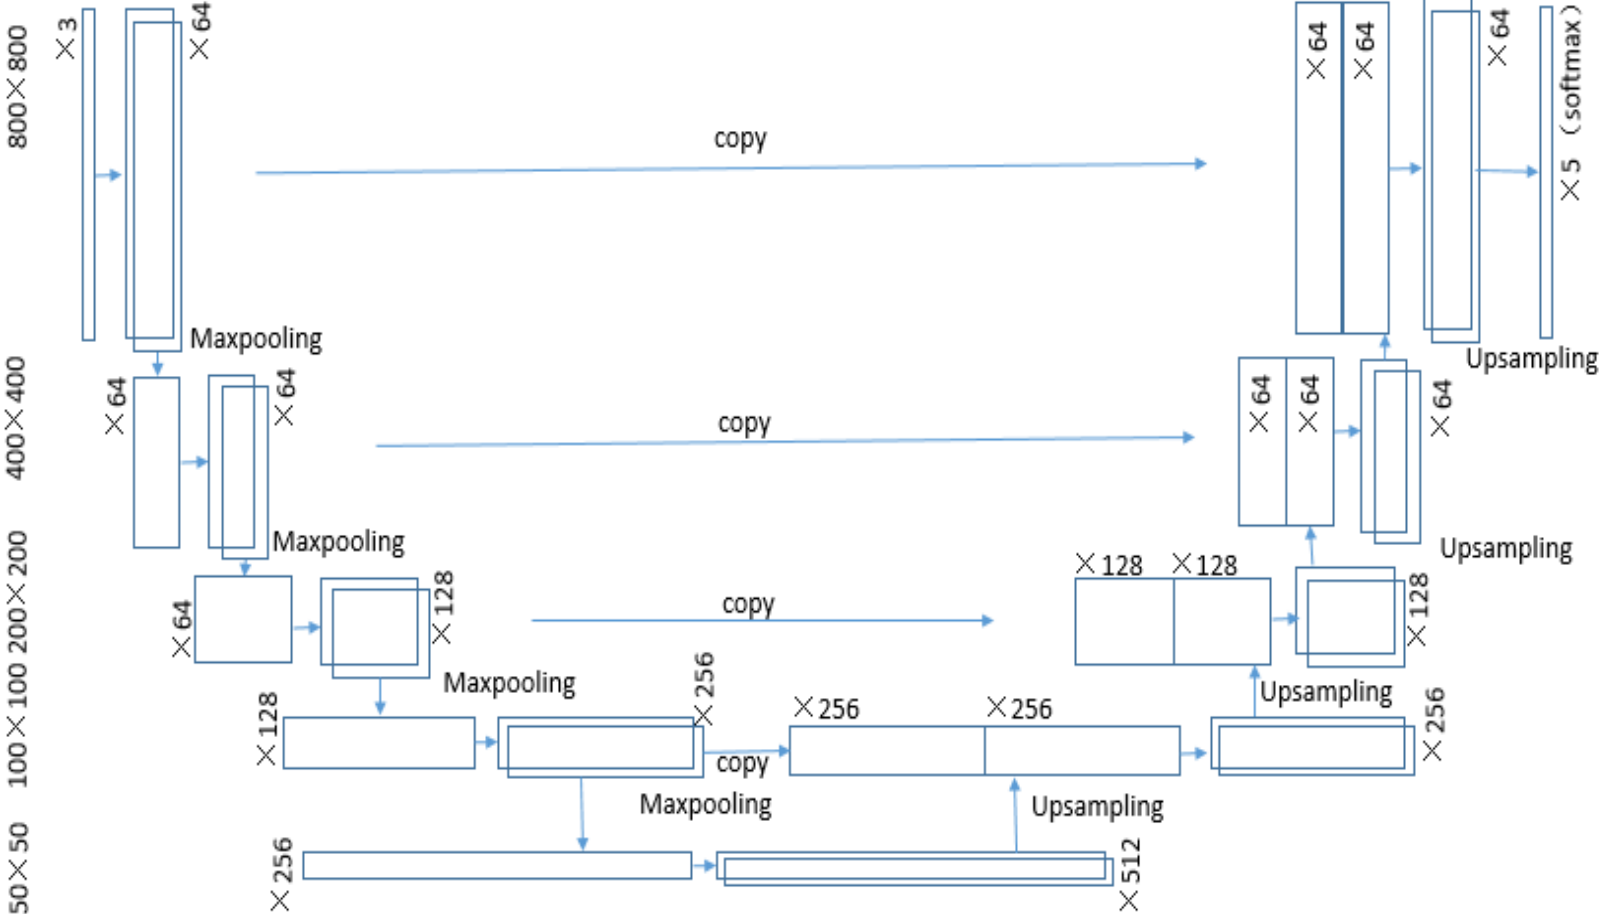 800×800
×3
×64
copy
×64
×64
×64
×5 (softmax)
Maxpooling
Upsampling
400×400
×64
×64
copy
×64
×64
×64
Maxpooling
Upsampling
200×200
×64
×128
copy
×128
×128
×128
Maxpooling
Upsampling
100×100
×128
×256
copy
×256
×256
×256
Maxpooling
Upsampling
50×50
×256
×512